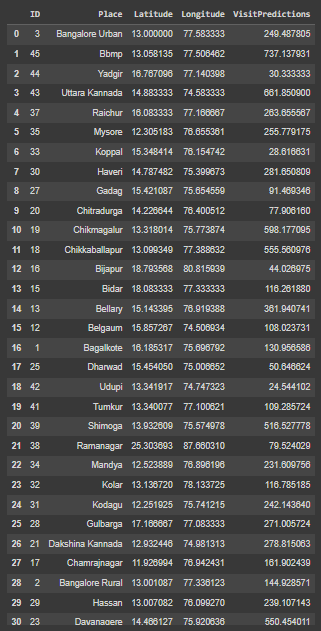 ID Place Latitude Longitude VisitPredictions
0 3 Bangalore Urban 13.000000 77.583333 249.487805
1 45 Bbmp 13.058135 77.506462 737.137931
2 44 Yadgir 16.767096 77.140398 30.333333
3 43 Uttara Kannada 14.883333 74.583333 661.850900
4 37 Raichur 16.083333 77.166667 263.655567
5 35 Mysore 12.305183 76.655361 255.779175
6 33 Koppal 15.348414 76.154742 28.616631
7 30 Haveri 14.787482 75.399673 281.650809
8 27 Gadag 15.421087 75.654559 91.469346
9 20 Chitradurga 14.226644 76.400512 77.906160
10 19 Chikmagalur 13.318014 75.773874 598.177095
11 18 Chikkaballapur 13.099349 77.388632 555.560976
12 16 Bijapur 18.793568 80.815939 44.026975
13 15 Bidar 18.083333 77.333333 116.261880
14 13 Bellary 15.143395 76.919388 361.940741
15 12 Belgaum 15.857267 74.506934 108.023731
16 1 Bagalkote 16.185317 75.696792 130.956586
17 25 Dharwad 15.454050 75.006652 50.646624
18 42 Udupi 13.341917 74.747323 24.544102
19 41 Tumkur 13.340077 77.100621 109.285724
20 39 Shimoga 13.932609 75.574978 516.527778
21 38 Ramanagar 25.303693 87.660310 79.524029
22 34 Mandya 12.523889 76.896196 231.609756
23 32 Kolar 13.136720 78.133725 116.785185
24 31 Kodagu 12.251925 75.741215 242.143640
25 28 Gulbarga 17.166667 77.083333 271.005724
26 21 Dakshina Kannada 12.932446 74.981313 278.815063
27 17 Chamrajnagar 11.926994 76.942431 161.902439
28 2 Bangalore Rural 13.001087 77.336123 144.928571
29 29 Hassan 13.007082 76.099270 239.107143
30 23 Davanagere 14.466127 75.920636 550.454011